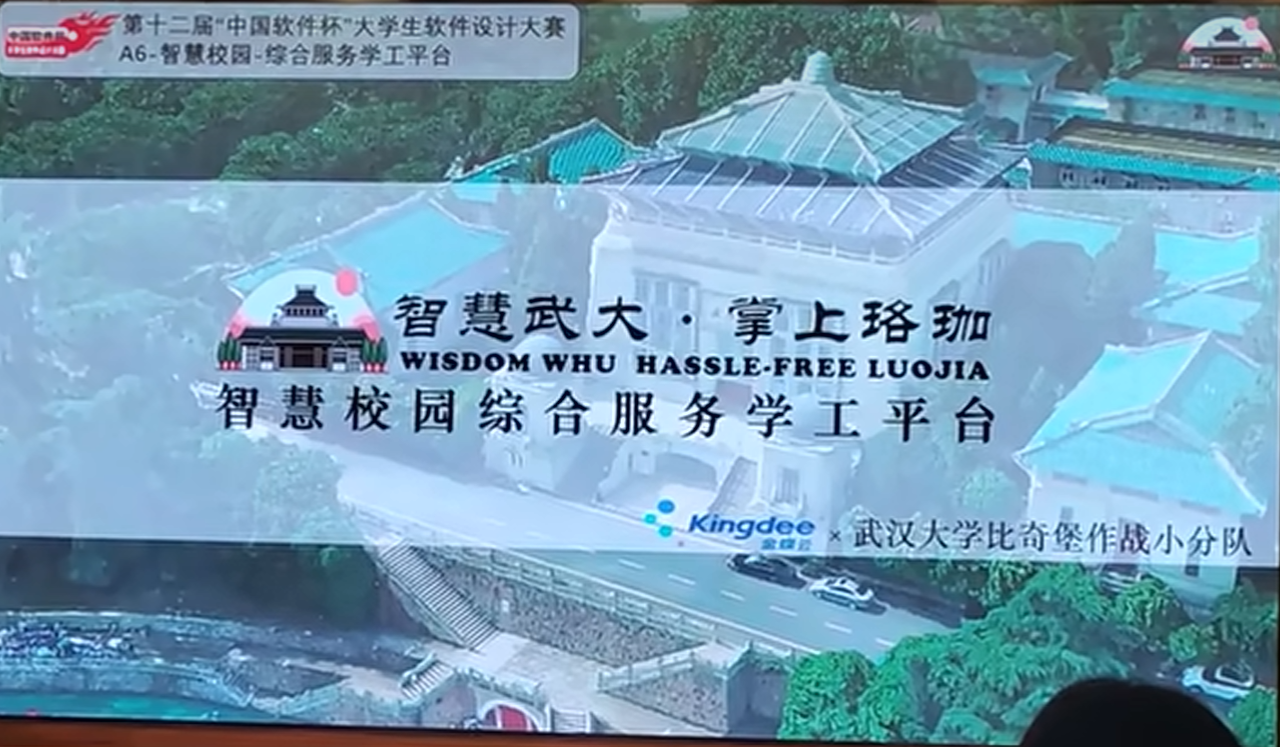 第十二届“中国软件杯”大学生软件设计大赛
A6-智慧校园-综合服务学工平台
智慧武大·掌上珞珈
WISDOM WHU HASSLE-FREE LUOJIA
智慧校园综合服务学工平台
Kingdee
金蝶云
× 武汉大学比奇堡作战小分队